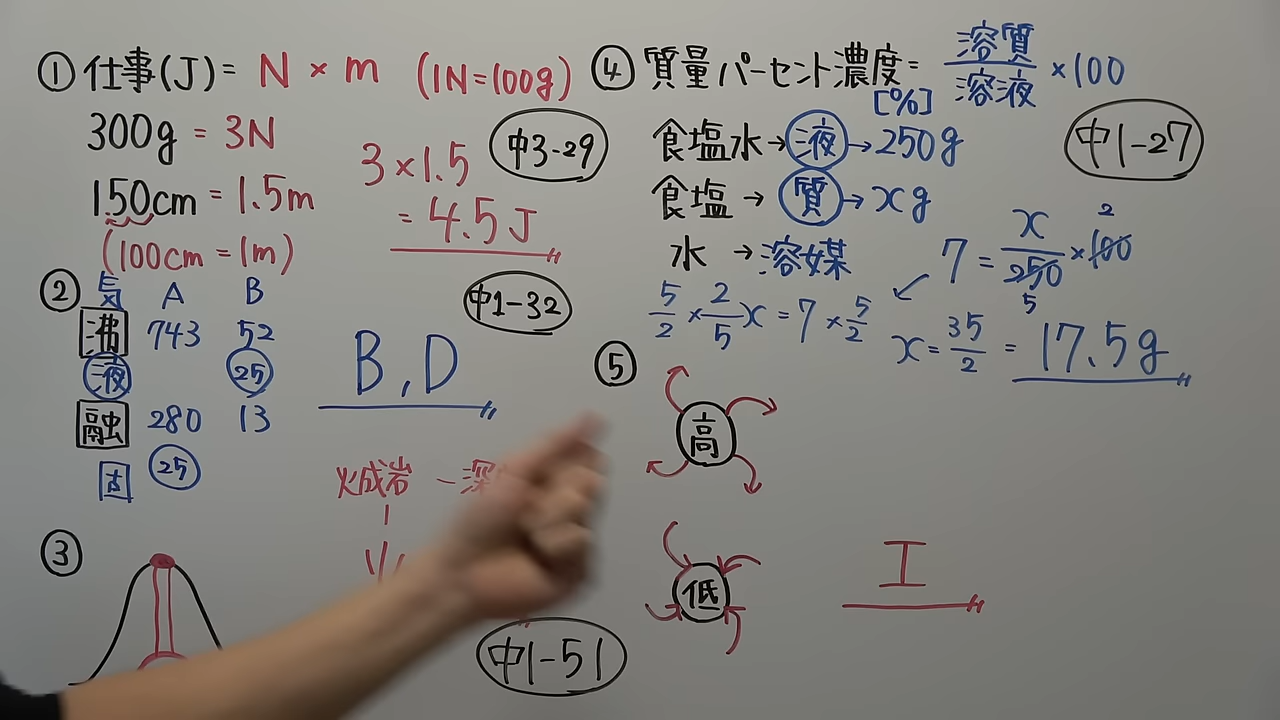 ① 仕事(J) = N × m (1N=100g)
300g = 3N
中3-29
150cm = 1.5m
3×1.5
= 4.5J
(100cm = 1m)
② 気 A B
中1-32
沸 743 52
液 25
B, D
融 280 13
固 25
③
火成岩 - 深
中1-51
④ 質量パーセント濃度 = 溶質/溶液 × 100
[%]
食塩水→液→250g
中1-27
食塩 → 質→ xg
水 → 溶媒
7 = x/250 × 100
2
5
5/2 × 2/5 x = 7 × 5/2
x = 35/2 = 17.5g
⑤
高
低
エ